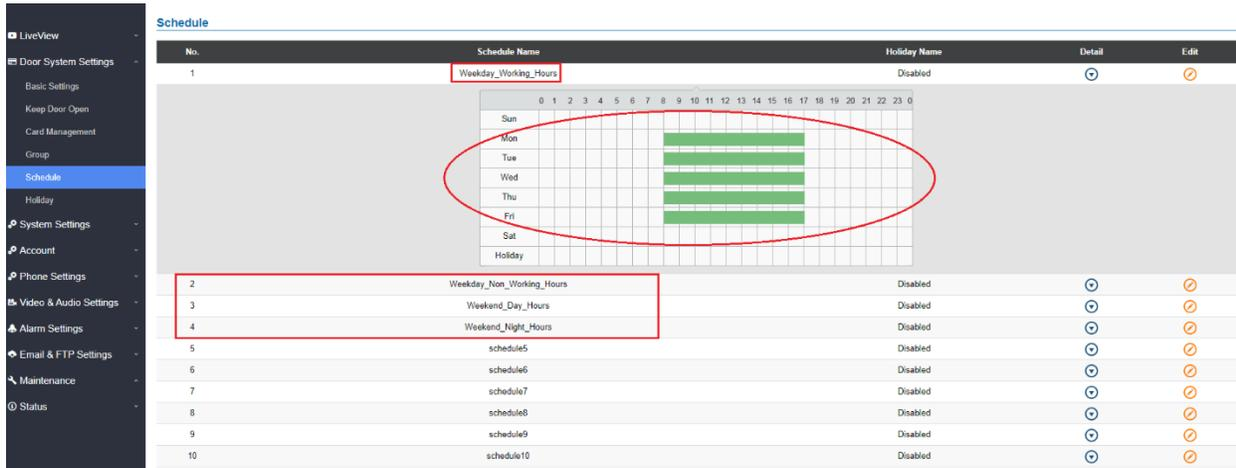 LiveView
Door System Settings
Basic Settings
Keep Door Open
Card Management
Group
Schedule
Holiday
System Settings
Account
Phone Settings
Video & Audio Settings
Alarm Settings
Email & FTP Settings
Maintenance
Status
Schedule
No. Schedule Name Holiday Name Detail Edit
1 Weekday_Working_Hours Disabled
0 1 2 3 4 5 6 7 8 9 10 11 12 13 14 15 16 17 18 19 20 21 22 23 0
Sun
Mon
Tue
Wed
Thu
Fri
Sat
Holiday
2 Weekday_Non_Working_Hours Disabled
3 Weekend_Day_Hours Disabled
4 Weekend_Night_Hours Disabled
5 schedule5 Disabled
6 schedule6 Disabled
7 schedule7 Disabled
8 schedule8 Disabled
9 schedule9 Disabled
10 schedule10 Disabled